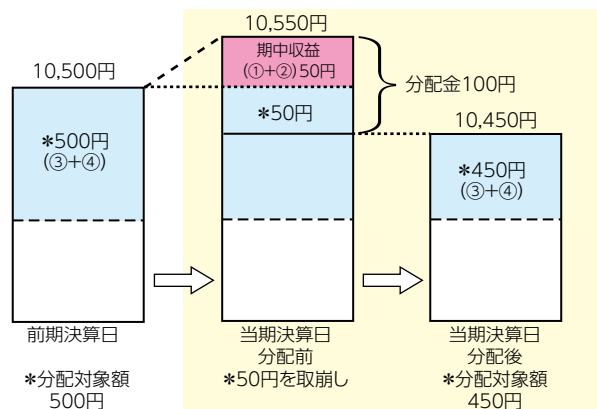 10,550円
期中収益
(①+②)50円
10,500円
分配金100円
＊50円
10,450円
＊500円
(③+④)
＊450円
(③+④)
前期決算日
当期決算日
分配前
当期決算日
分配後
＊分配対象額
500円
＊50円を取崩し
＊分配対象額
450円